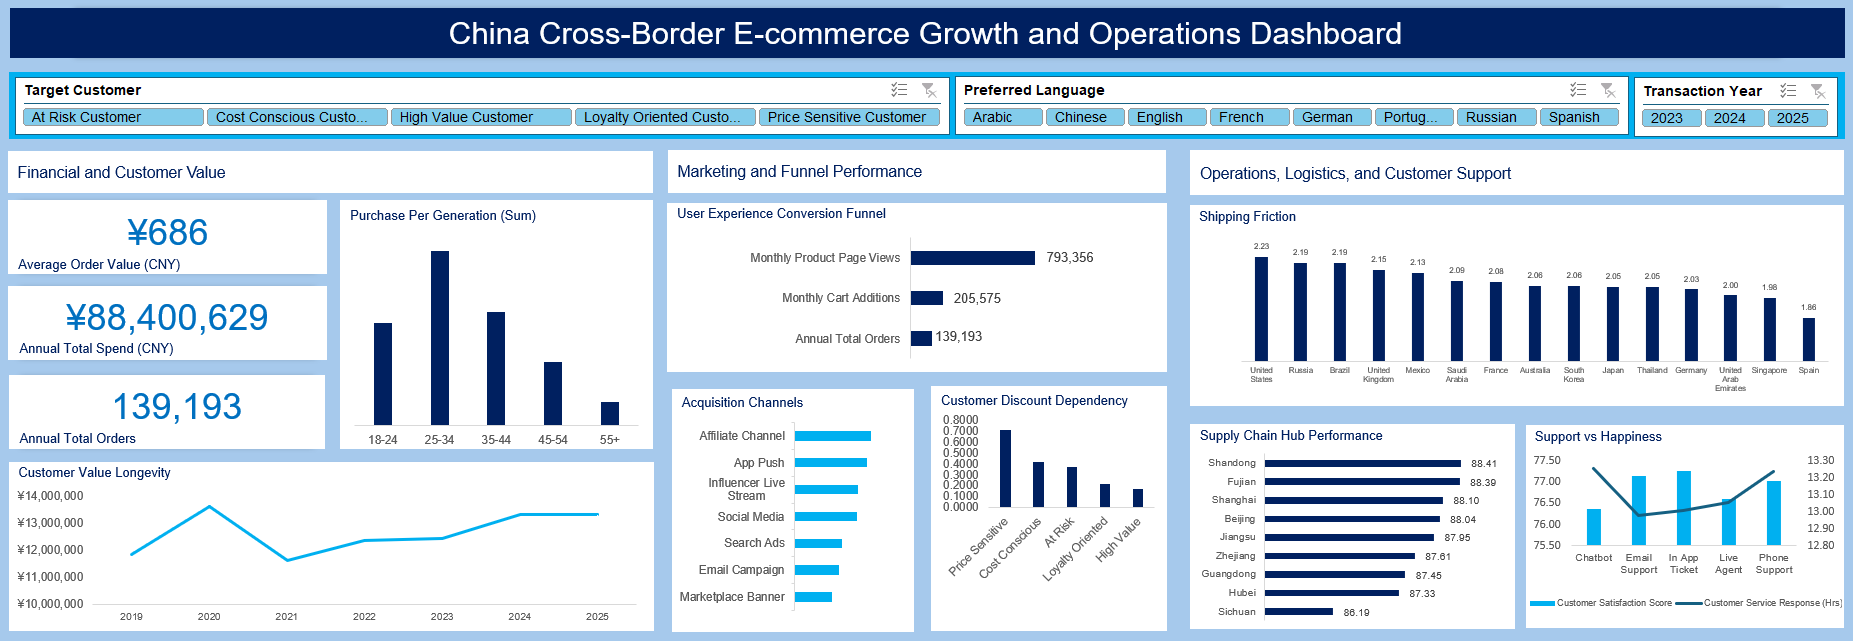 China Cross-Border E-commerce Growth and Operations Dashboard
Target Customer
At Risk Customer
Cost Conscious Custo...
High Value Customer
Loyalty Oriented Custo...
Price Sensitive Customer
Preferred Language
Arabic
Chinese
English
French
German
Portug...
Russian
Spanish
Transaction Year
2023
2024
2025
Financial and Customer Value
¥686
Average Order Value (CNY)
¥88,400,629
Annual Total Spend (CNY)
139,193
Annual Total Orders
Purchase Per Generation (Sum)
18-24
25-34
35-44
45-54
55+
Customer Value Longevity
¥14,000,000
¥13,000,000
¥12,000,000
¥11,000,000
¥10,000,000
2019
2020
2021
2022
2023
2024
2025
Marketing and Funnel Performance
User Experience Conversion Funnel
Monthly Product Page Views
793,356
Monthly Cart Additions
205,575
Annual Total Orders
139,193
Acquisition Channels
Affiliate Channel
App Push
Influencer Live
Stream
Social Media
Search Ads
Email Campaign
Marketplace Banner
Customer Discount Dependency
0.8000
0.7000
0.6000
0.5000
0.4000
0.3000
0.2000
0.1000
0.0000
Price Sensitive
Cost Conscious
At Risk
Loyalty Oriented
High Value
Operations, Logistics, and Customer Support
Shipping Friction
2.23
2.19
2.19
2.15
2.13
2.09
2.08
2.06
2.06
2.05
2.05
2.03
2.00
1.98
1.86
United
States
Russia
Brazil
United
Kingdom
Mexico
Saudi
Arabia
France
Australia
South
Korea
Japan
Thailand
Germany
United
Arab
Emirates
Singapore
Spain
Supply Chain Hub Performance
Shandong
88.41
Fujian
88.39
Shanghai
88.10
Beijing
88.04
Jiangsu
87.95
Zhejiang
87.61
Guangdong
87.45
Hubei
87.33
Sichuan
86.19
Support vs Happiness
77.50
77.00
76.50
76.00
75.50
13.30
13.20
13.10
13.00
12.90
12.80
Chatbot
Email
Support
In App
Ticket
Live
Agent
Phone
Support
Customer Satisfaction Score
Customer Service Response (Hrs)